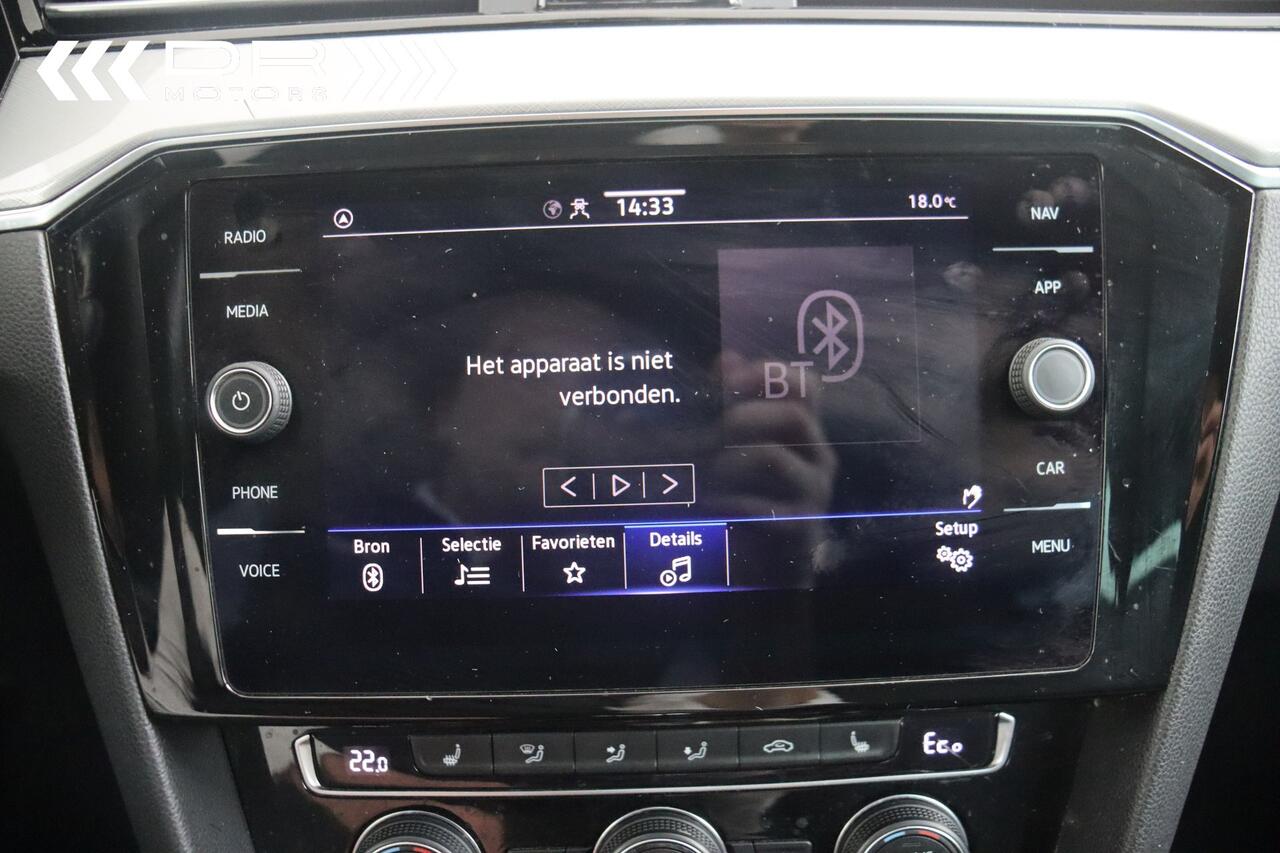 DR
MOTORS
RADIO
MEDIA
PHONE
VOICE
14:33
18.0°C
Het apparaat is niet
verbonden.
BT
Bron
Selectie
Favorieten
Details
Setup
NAV
APP
CAR
MENU
22.0
Eco